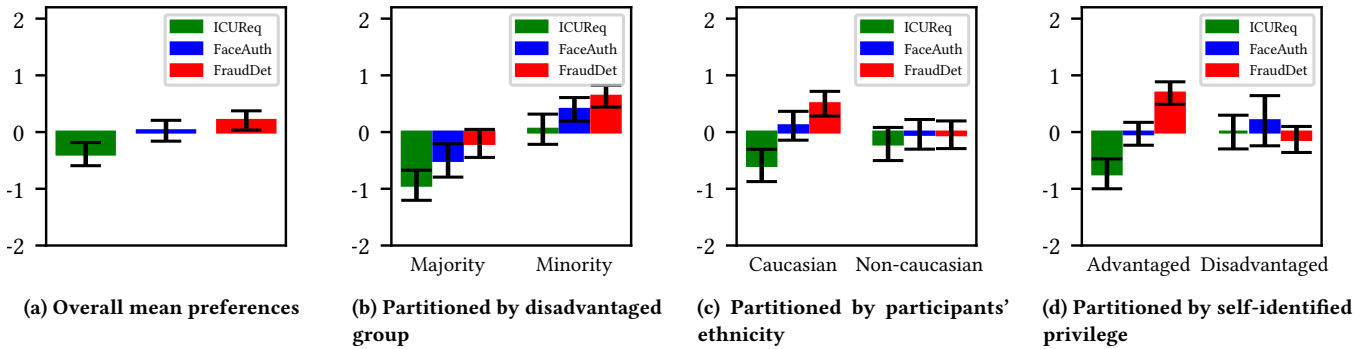 2
1
0
-1
-2
ICUReq
FaceAuth
FraudDet
(a) Overall mean preferences
2
1
0
-1
-2
ICUReq
FaceAuth
FraudDet
Majority
Minority
(b) Partitioned by disadvantaged
group
2
1
0
-1
-2
ICUReq
FaceAuth
FraudDet
Caucasian
Non-caucasian
(c) Partitioned by participants'
ethnicity
2
1
0
-1
-2
ICUReq
FaceAuth
FraudDet
Advantaged
Disadvantaged
(d) Partitioned by self-identified
privilege